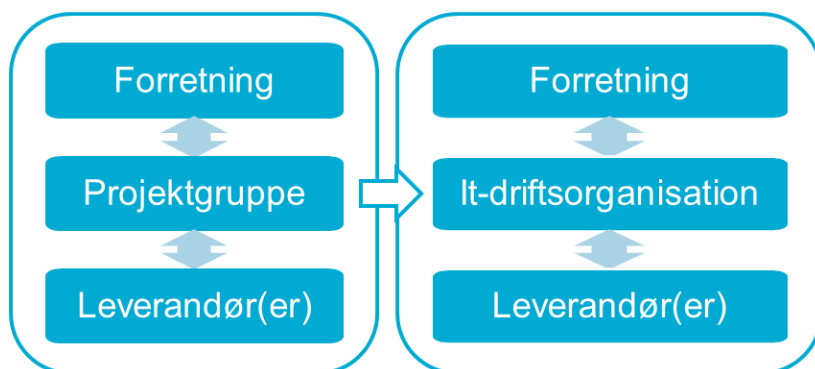 Forretning
Projektgruppe
Leverandør(er)
Forretning
It-driftsorganisation
Leverandør(er)